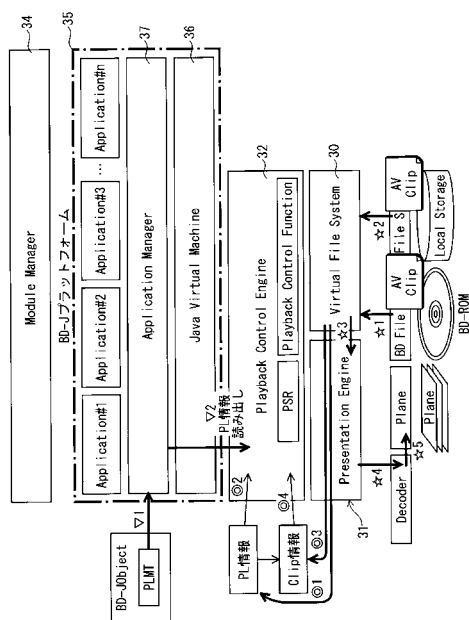 Module Manager
34
BD-Jプラットフォーム
35
Application#1
Application#2
Application#3
...
Application#n
Application Manager
37
Java Virtual Machine
36
BD-JObject
PLMT
▽1
▽2
PL情報
読み出し
Playback Control Engine
32
PSR
Playback Control Function
PL情報
Clip情報
◎1
◎2
◎3
◎4
Presentation Engine
31
Virtual File System
30
☆1
☆2
☆3
☆4
☆5
Decoder
Plane
Plane
BD File
AV
Clip
File S
AV
Clip
BD-ROM
Local Storage